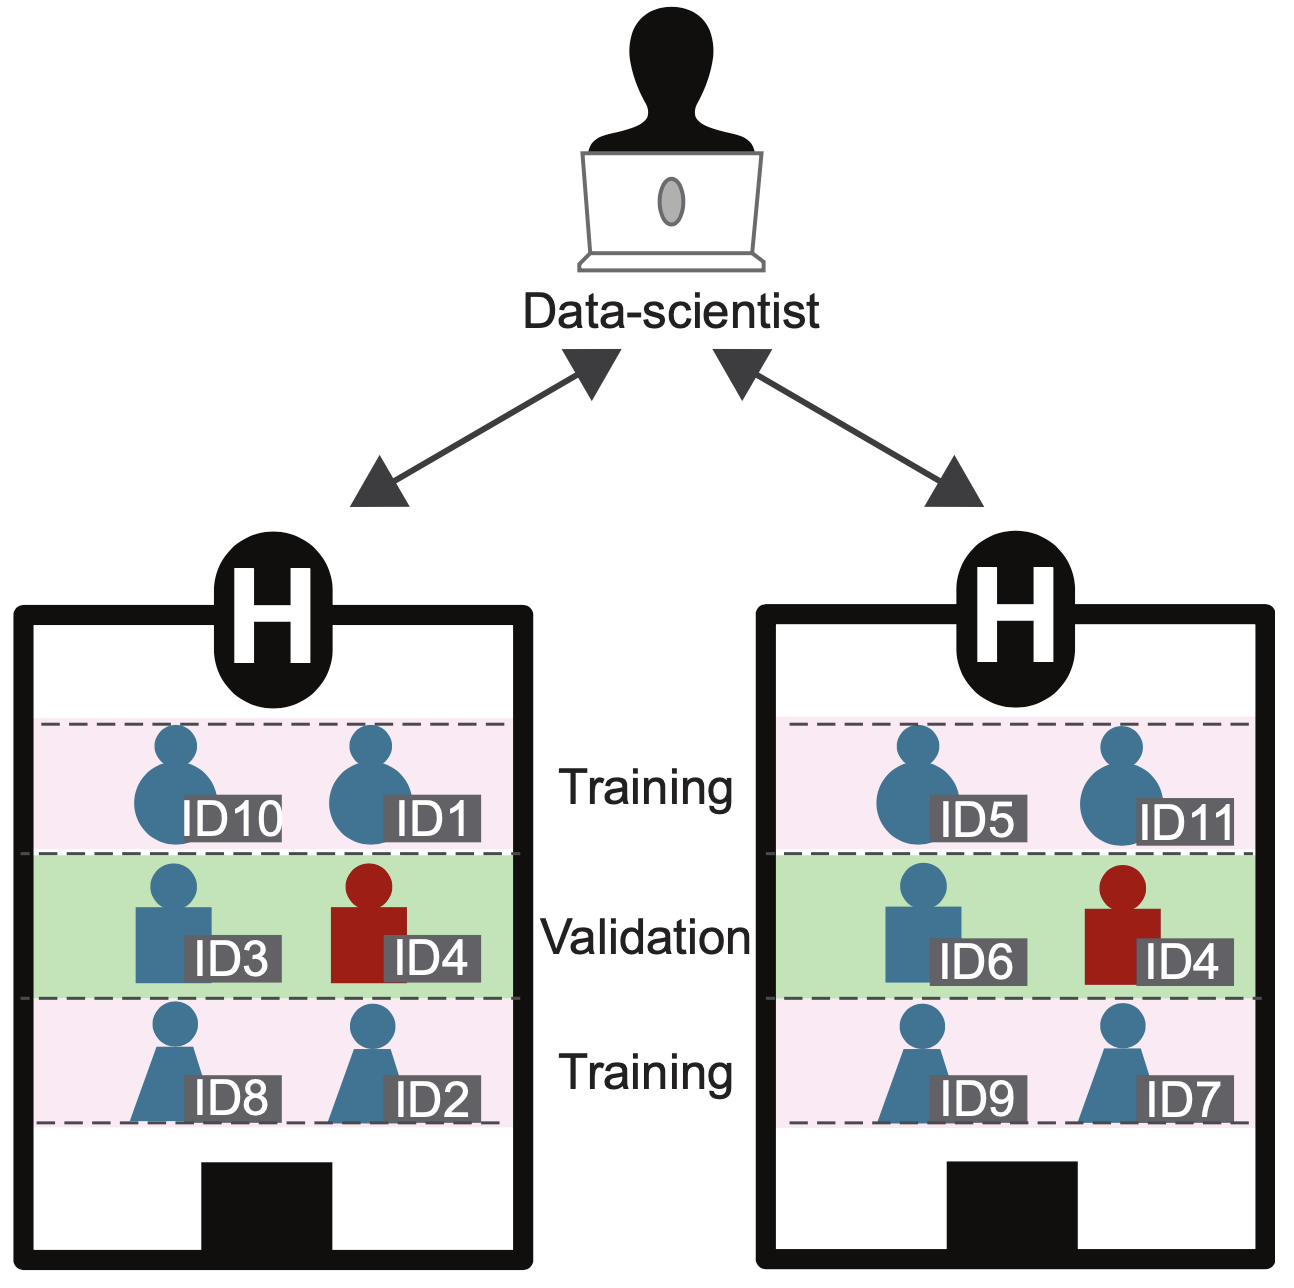 Data-scientist
H
H
ID10 ID1
Training
ID5 ID11
ID3 ID4
Validation
ID6 ID4
ID8 ID2
Training
ID9 ID7